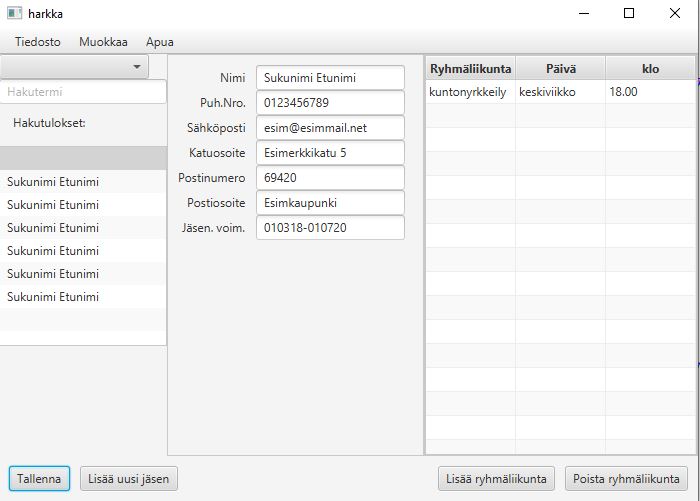 harkka
Tiedosto Muokkaa Apua
Hakutermi
Hakutulokset:
Sukunimi Etunimi
Sukunimi Etunimi
Sukunimi Etunimi
Sukunimi Etunimi
Sukunimi Etunimi
Sukunimi Etunimi
Nimi Sukunimi Etunimi
Puh.Nro. 0123456789
Sähköposti esim@esimmail.net
Katuosoite Esimerkkikatu 5
Postinumero 69420
Postiosoite Esimkaupunki
Jäsen. voim. 010318-010720
Ryhmäliikunta Päivä klo
kuntonyrkkeily keskiviikko 18.00
Tallenna Lisää uusi jäsen Lisää ryhmäliikunta Poista ryhmäliikunta